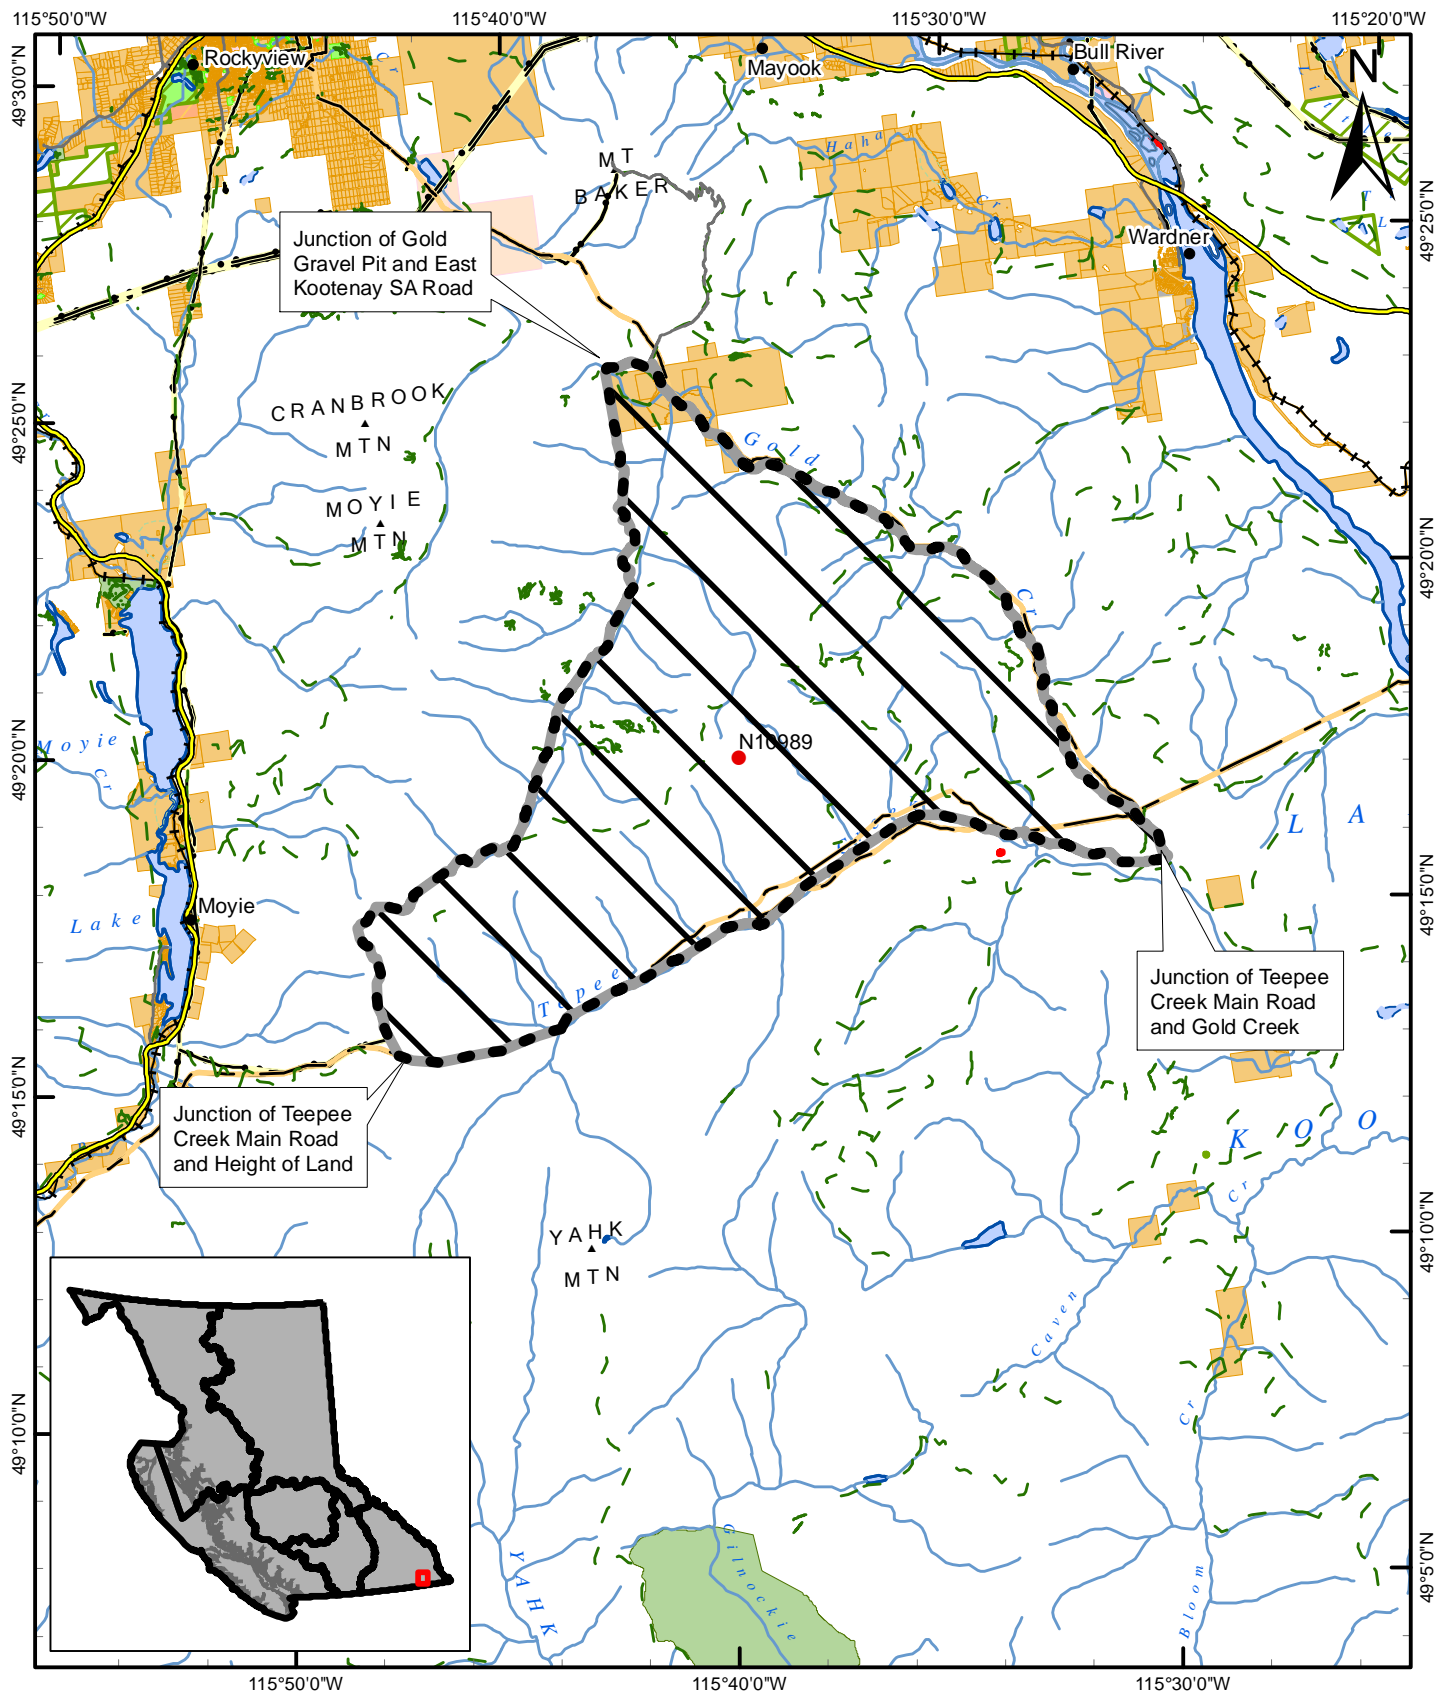 115°50'0"W
115°40'0"W
115°30'0"W
115°20'0"W
Rockyview
Cr
Mayook
Bull River
N
49°30'0"N
Haha
Cr
MT
BAKER
Wardner
49°25'0"N
Junction of Gold
Gravel Pit and East
Kootenay SA Road
CRANBROOK
MTN
49°25'0"N
Gold
Cr
MOYIE
MTN
49°20'0"N
Moyie
Cr
49°20'0"N
N10989
L A
Lake
Moyie
49°15'0"N
Tepee
Junction of Teepee
Creek Main Road
and Gold Creek
49°15'0"N
Junction of Teepee
Creek Main Road
and Height of Land
K O O
Cr
YAHK
MTN
49°10'0"N
Caven
Cr
49°10'0"N
YAHK
Gilnockie
Bloom
49°5'0"N
115°50'0"W
115°40'0"W
115°30'0"W